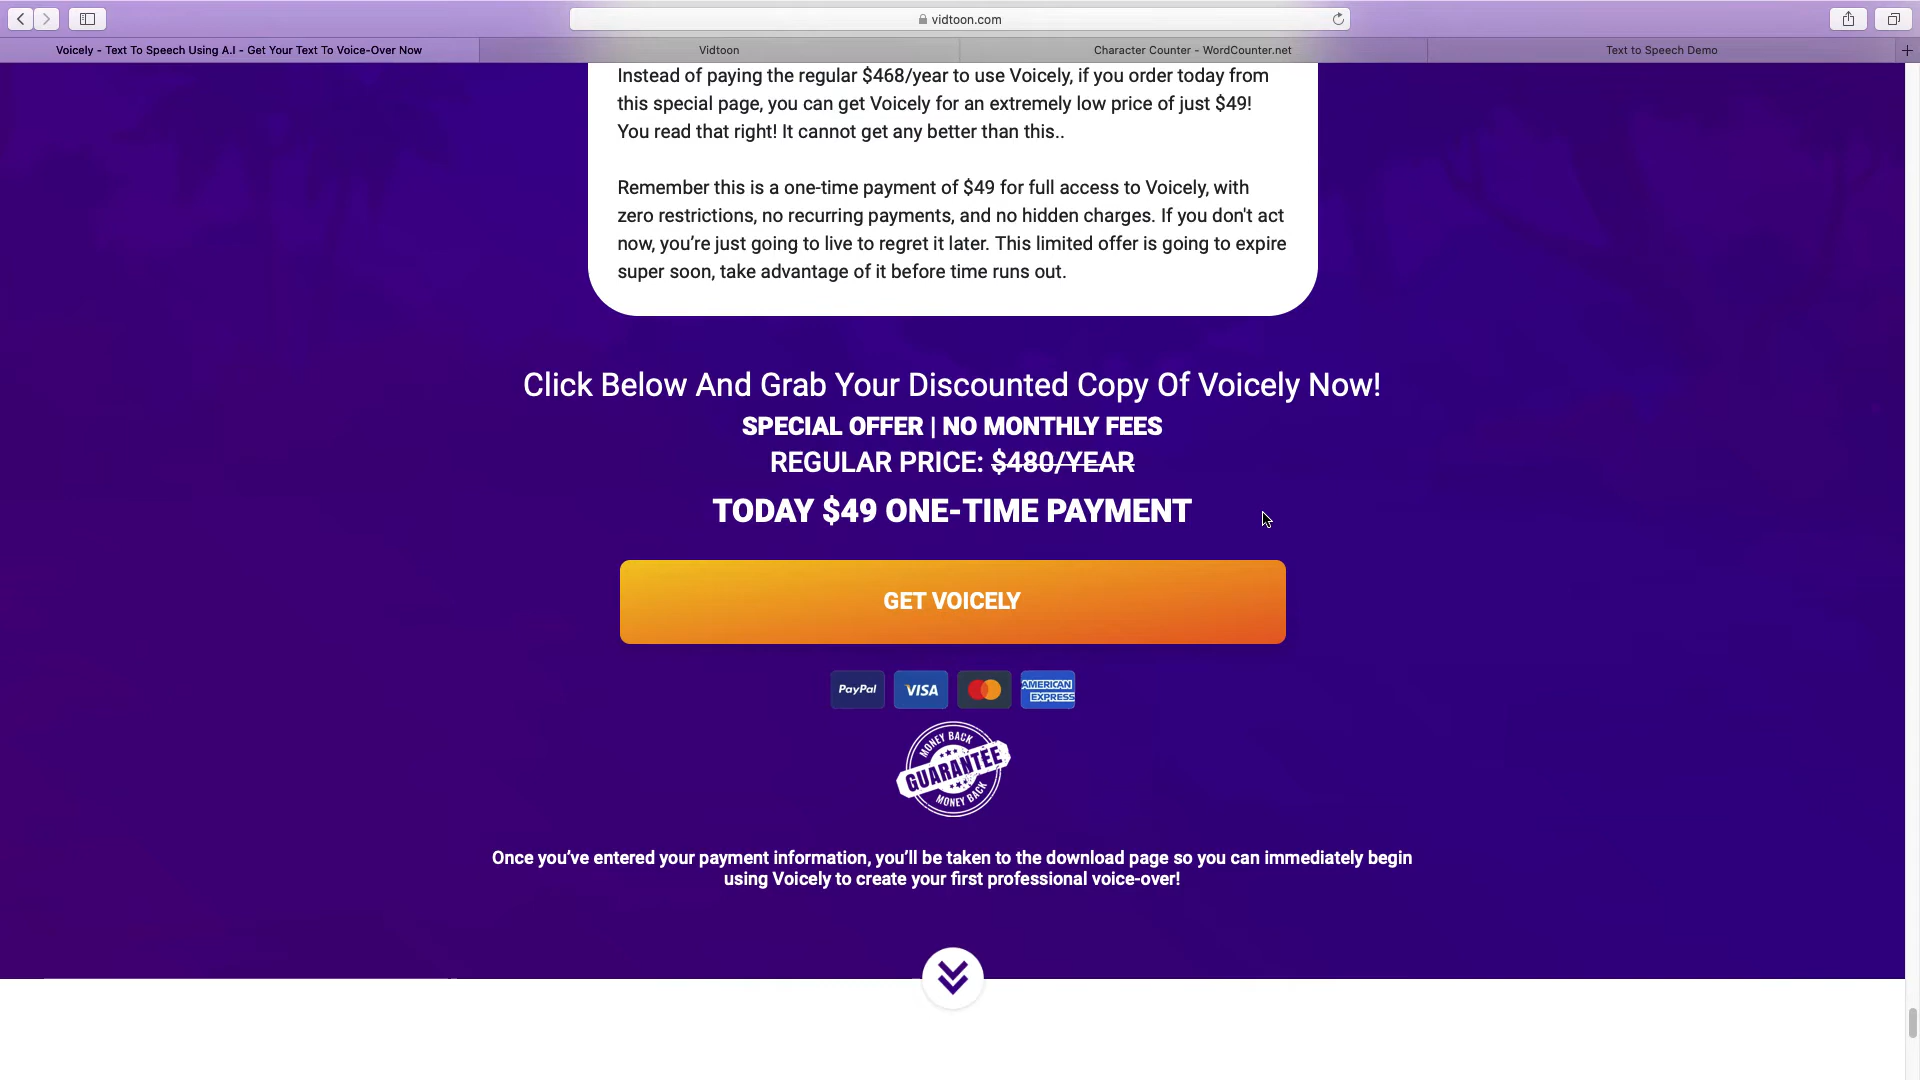 vidtoon.com
Voicely - Text To Speech Using A.I - Get Your Text To Voice-Over Now
Vidtoon
Character Counter - WordCounter.net
Text to Speech Demo
Instead of paying the regular $468/year to use Voicely, if you order today from
this special page, you can get Voicely for an extremely low price of just $49!
You read that right! It cannot get any better than this..
Remember this is a one-time payment of $49 for full access to Voicely, with
zero restrictions, no recurring payments, and no hidden charges. If you don't act
now, you’re just going to live to regret it later. This limited offer is going to expire
super soon, take advantage of it before time runs out.
Click Below And Grab Your Discounted Copy Of Voicely Now!
SPECIAL OFFER | NO MONTHLY FEES
REGULAR PRICE: $480/YEAR
TODAY $49 ONE-TIME PAYMENT
GET VOICELY
PayPal
VISA
AMERICAN
EXPRESS
MONEY BACK
GUARANTEE
MONEY BACK
Once you’ve entered your payment information, you’ll be taken to the download page so you can immediately begin
using Voicely to create your first professional voice-over!